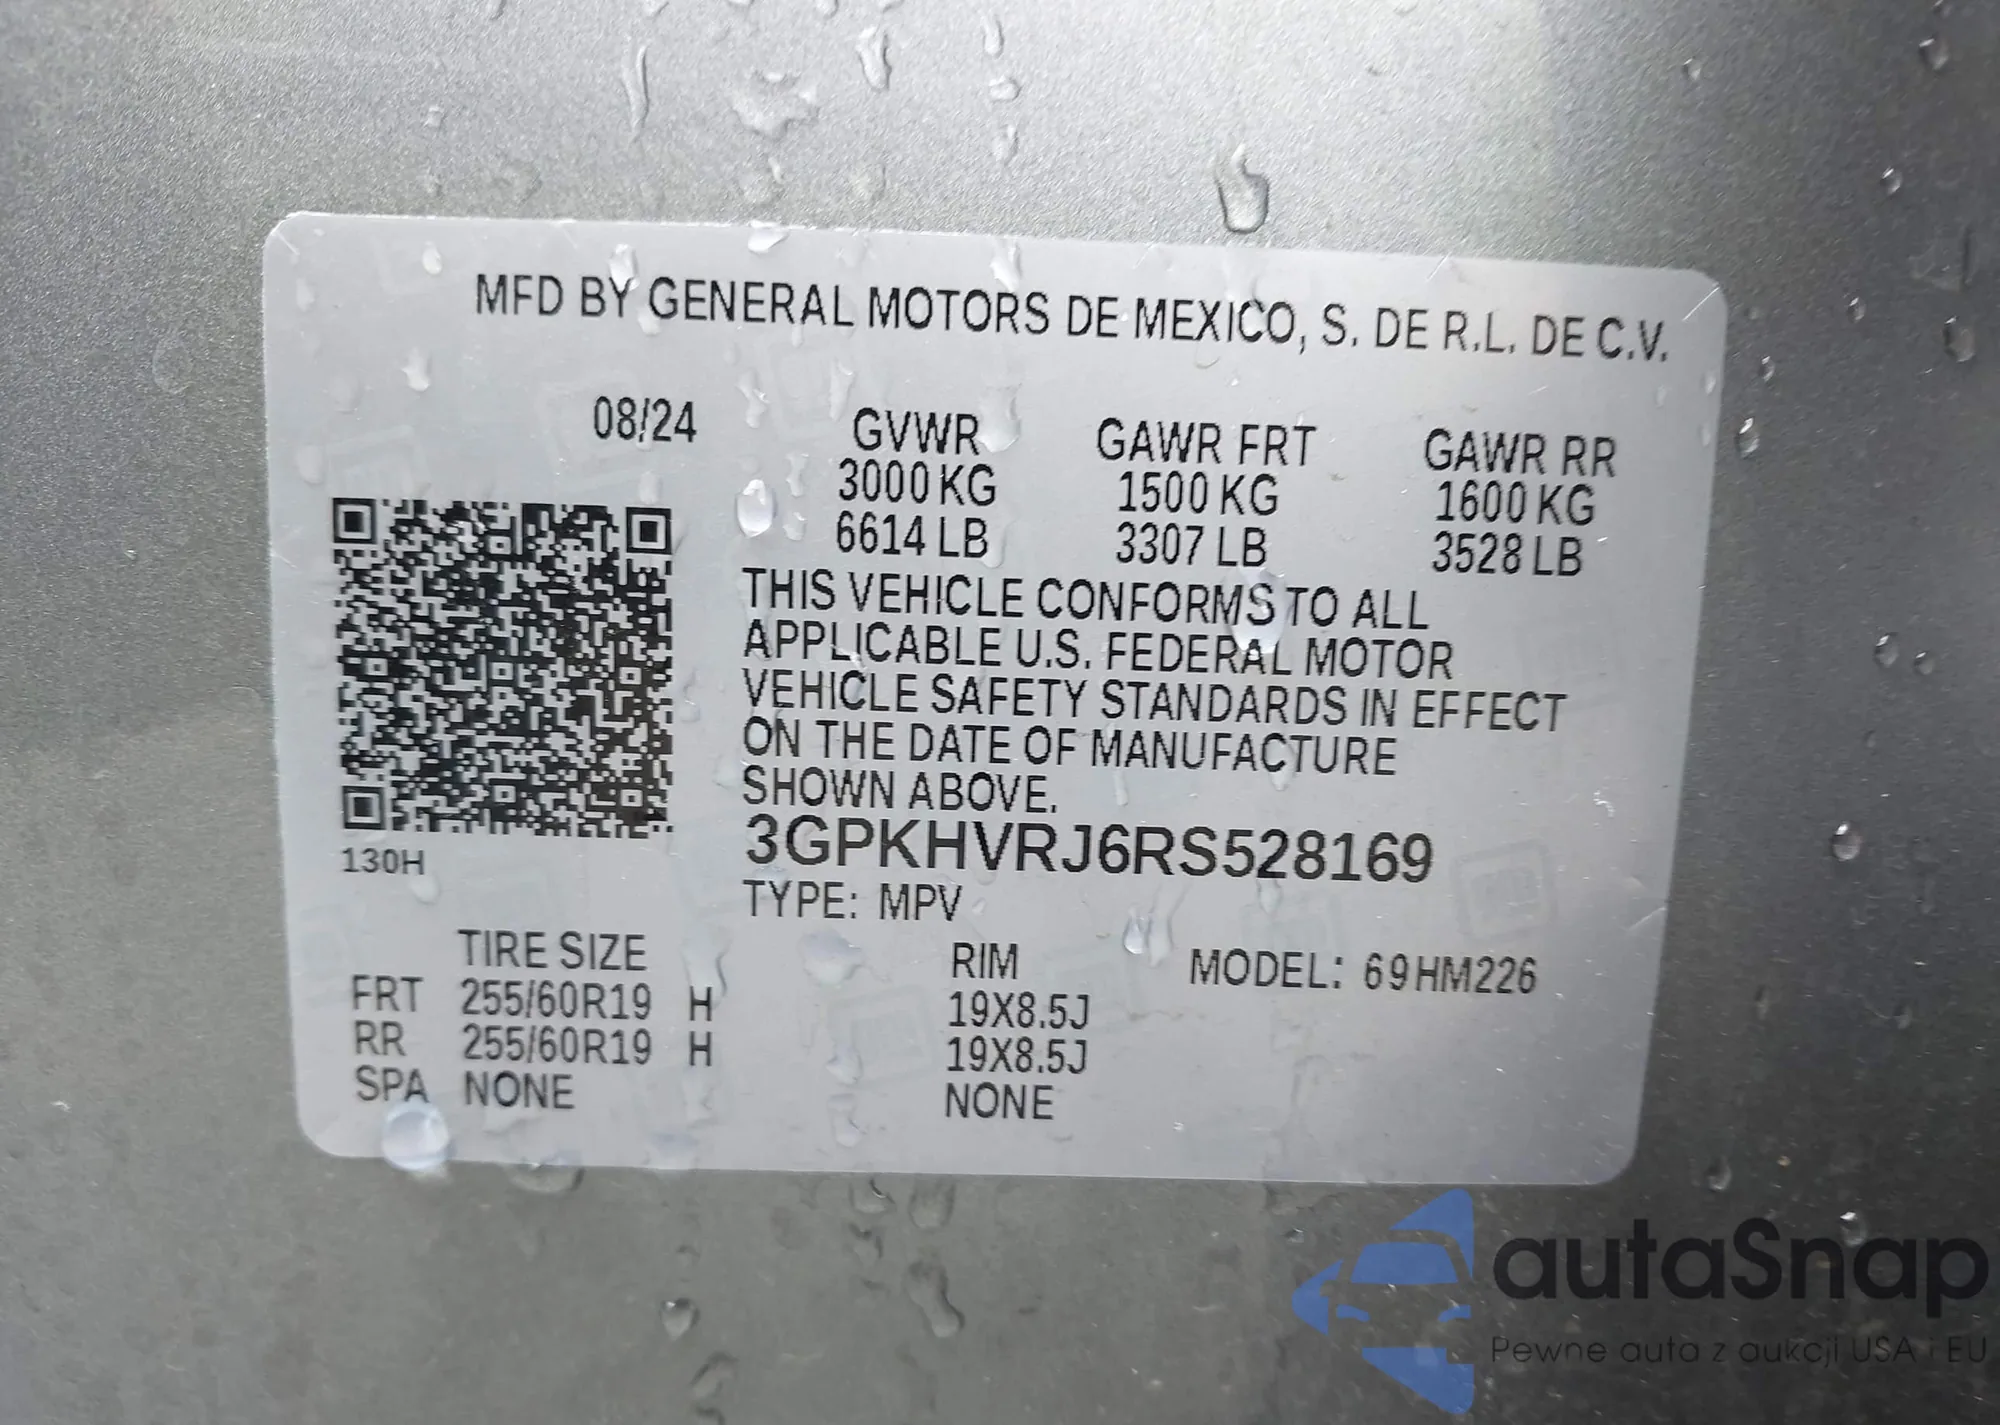 MFD BY GENERAL MOTORS DE MEXICO, S. DE R.L. DE C.V.
08/24
GVWR GAWR FRT GAWR RR
3000 KG 1500 KG 1600 KG
6614 LB 3307 LB 3528 LB
THIS VEHICLE CONFORMS TO ALL
APPLICABLE U.S. FEDERAL MOTOR
VEHICLE SAFETY STANDARDS IN EFFECT
ON THE DATE OF MANUFACTURE
SHOWN ABOVE.
3GPKHVRJ6RS528169
130H
TYPE: MPV
TIRE SIZE RIM MODEL: 69HM226
FRT 255/60R19 H 19X8.5J
RR 255/60R19 H 19X8.5J
SPA NONE NONE
autaSnap
Pewne auta z aukcji USA i EU